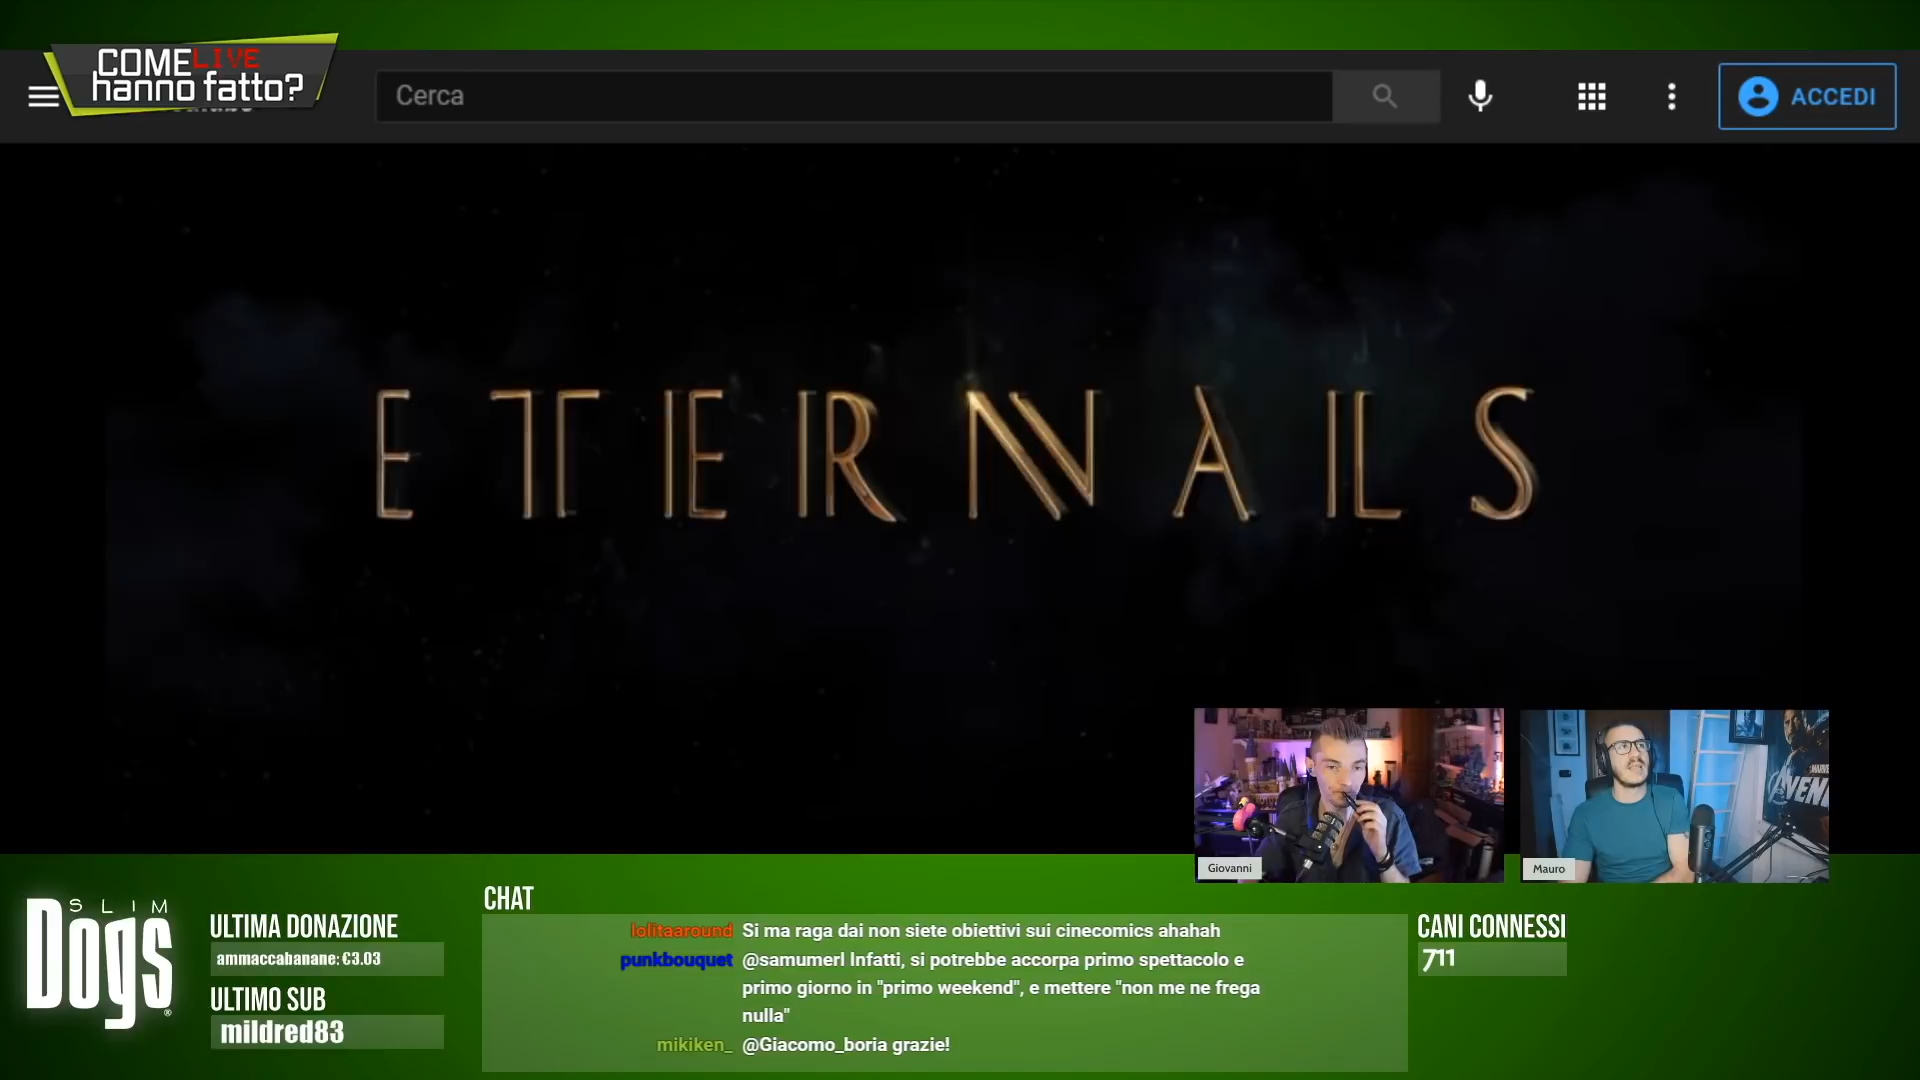 COME LIVE
hanno fatto?
Cerca
ACCEDI
ETERNALS
Giovanni
Mauro
MARVEL
AVEN
SLIM
Dogs
®
ULTIMA DONAZIONE
ammaccabanane: €3.03
ULTIMO SUB
mildred83
CHAT
lolitaaround Si ma raga dai non siete obiettivi sui cinecomics ahahah
punkbouquet @samumerl Infatti, si potrebbe accorpa primo spettacolo e
primo giorno in "primo weekend", e mettere "non me ne frega
nulla"
mikiken_ @Giacomo_boria grazie!
CANI CONNESSI
711